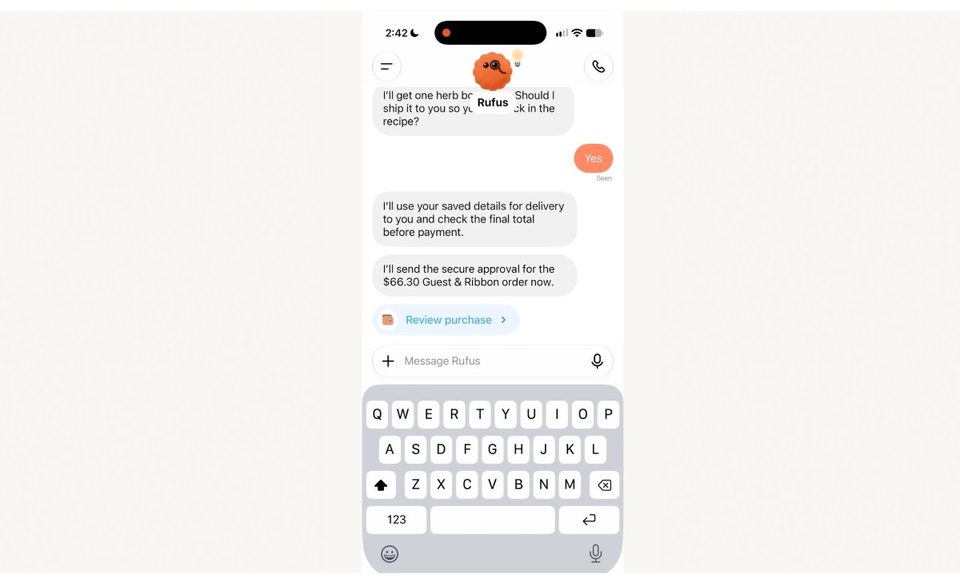 2:42
I'll get one herb bo Should I
ship it to you so yo ck in the
recipe?
Rufus
Yes
Seen
I'll use your saved details for delivery
to you and check the final total
before payment.
I'll send the secure approval for the
$66.30 Guest & Ribbon order now.
Review purchase
Message Rufus
Q W E R T Y U I O P
A S D F G H J K L
Z X C V B N M
123